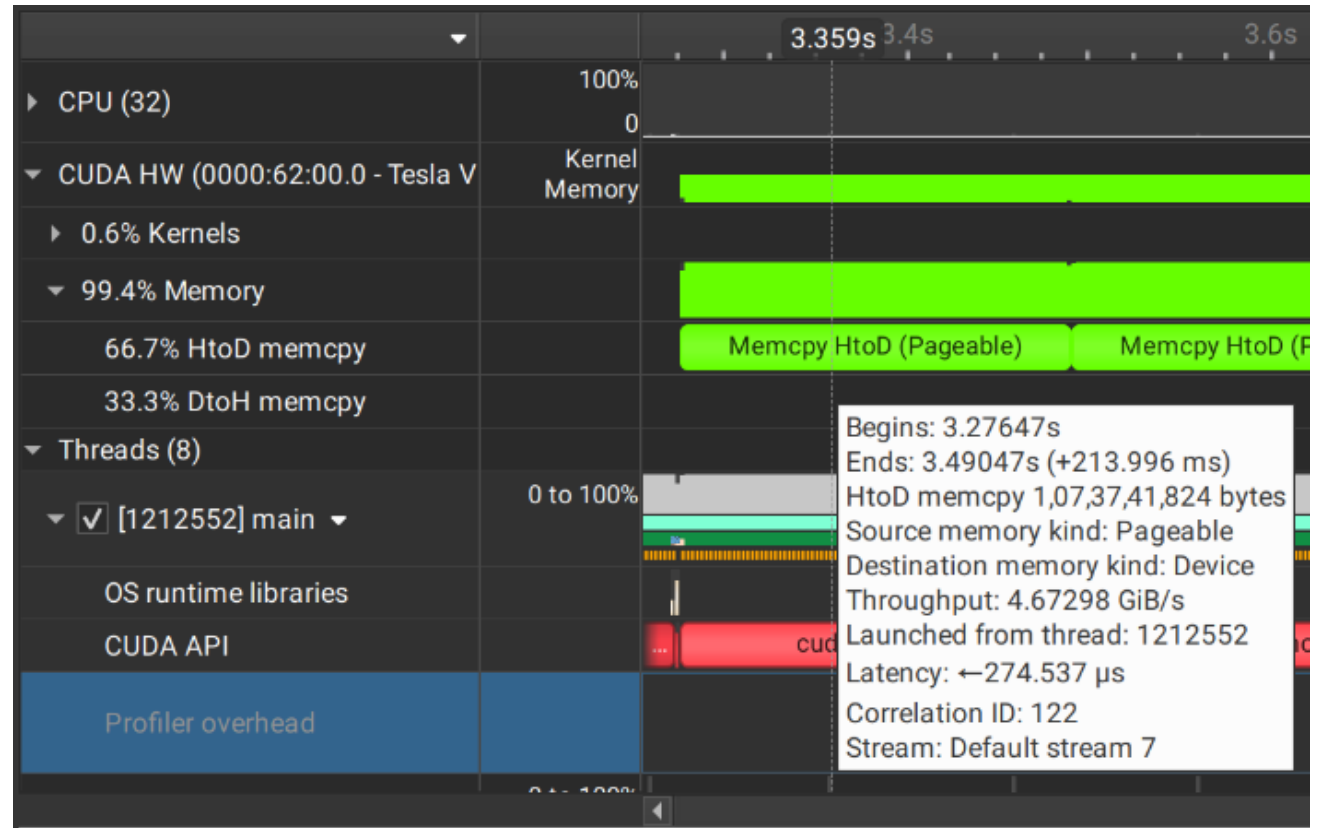 3.359s 3.4s 3.6s
CPU (32)
100%
0
CUDA HW (0000:62:00.0 - Tesla V
Kernel
Memory
0.6% Kernels
99.4% Memory
66.7% HtoD memcpy
Memcpy HtoD (Pageable)
Memcpy HtoD (P
33.3% DtoH memcpy
Threads (8)
[1212552] main
0 to 100%
OS runtime libraries
CUDA API
...
cud
Profiler overhead
Begins: 3.27647s
Ends: 3.49047s (+213.996 ms)
HtoD memcpy 1,07,37,41,824 bytes
Source memory kind: Pageable
Destination memory kind: Device
Throughput: 4.67298 GiB/s
Launched from thread: 1212552
Latency: ←274.537 μs
Correlation ID: 122
Stream: Default stream 7